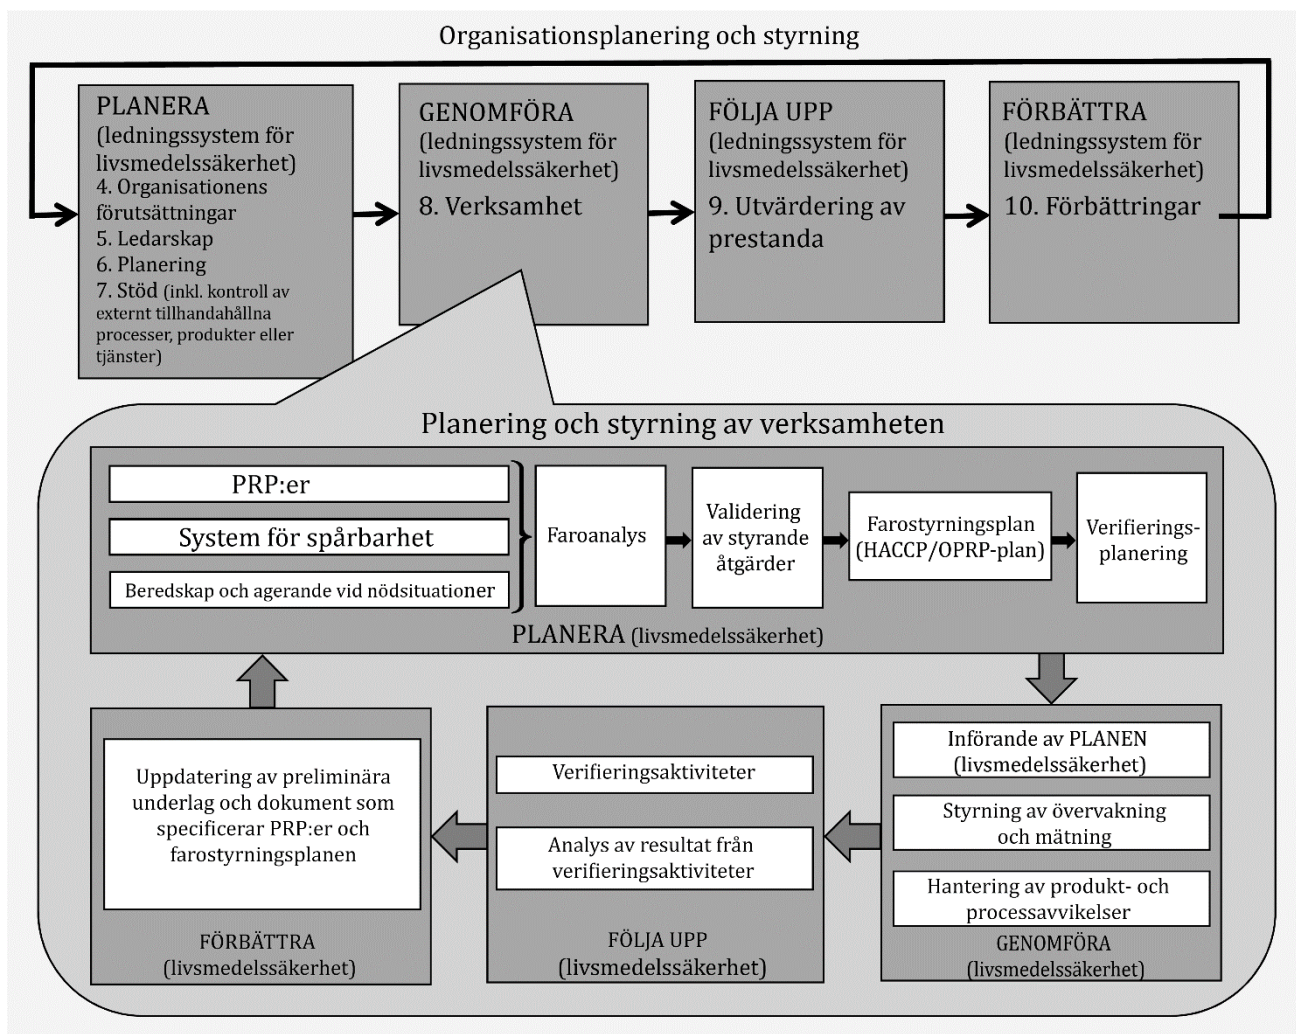 Organisationsplanering och styrning
PLANERA
(ledningssystem för
livsmedelssäkerhet)
4. Organisationens
förutsättningar
5. Ledarskap
6. Planering
7. Stöd (inkl. kontroll av
externt tillhandahållna
processer, produkter eller
tjänster)
GENOMFÖRA
(ledningssystem för
livsmedelssäkerhet)
8. Verksamhet
FÖLJA UPP
(ledningssystem för
livsmedelssäkerhet)
9. Utvärdering av
prestanda
FÖRBÄTTRA
(ledningssystem för
livsmedelssäkerhet)
10. Förbättringar
Planering och styrning av verksamheten
PRP:er
System för spårbarhet
Beredskap och agerande vid nödsituationer
Faroanalys
Validering
av styrande
åtgärder
Farostyrningsplan
(HACCP/OPRP-plan)
Verifierings-
planering
PLANERA (livsmedelssäkerhet)
Införande av PLANEN
(livsmedelssäkerhet)
Styrning av övervakning
och mätning
Hantering av produkt- och
processavvikelser
GENOMFÖRA
(livsmedelssäkerhet)
Verifieringsaktiviteter
Analys av resultat från
verifieringsaktiviteter
FÖLJA UPP
(livsmedelssäkerhet)
Uppdatering av preliminära
underlag och dokument som
specificerar PRP:er och
farostyrningsplanen
FÖRBÄTTRA
(livsmedelssäkerhet)